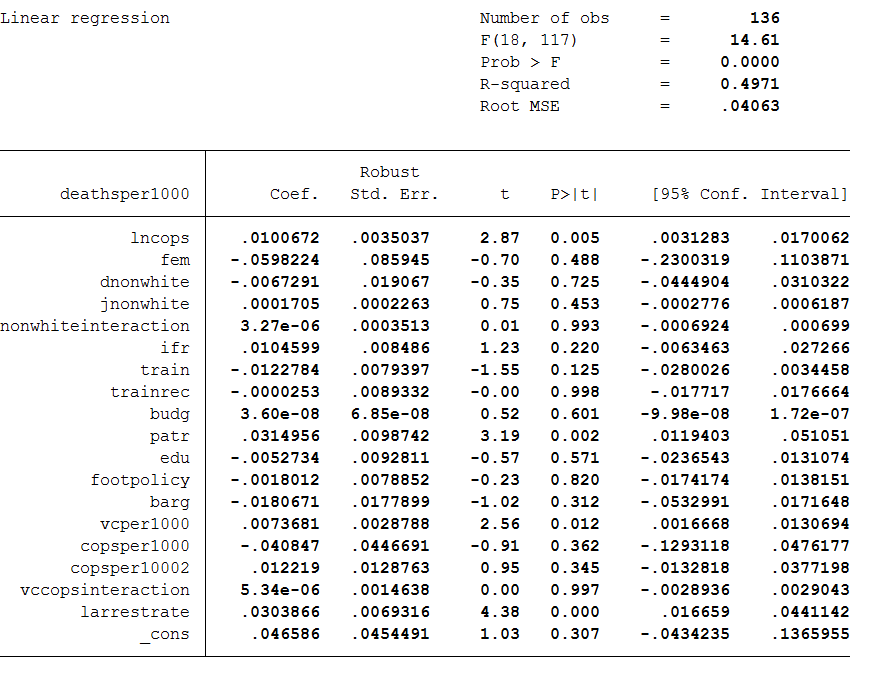 Linear regression Number of obs = 136
F(18, 117) = 14.61
Prob > F = 0.0000
R-squared = 0.4971
Root MSE = .04063
Robust
deathsper1000 Coef. Std. Err. t P>|t| [95% Conf. Interval]
lncops .0100672 .0035037 2.87 0.005 .0031283 .0170062
fem -.0598224 .085945 -0.70 0.488 -.2300319 .1103871
dnonwhite -.0067291 .019067 -0.35 0.725 -.0444904 .0310322
jnonwhite .0001705 .0002263 0.75 0.453 -.0002776 .0006187
nonwhiteinteraction 3.27e-06 .0003513 0.01 0.993 -.0006924 .000699
ifr .0104599 .008486 1.23 0.220 -.0063463 .027266
train -.0122784 .0079397 -1.55 0.125 -.0280026 .0034458
trainrec -.0000253 .0089332 -0.00 0.998 -.017717 .0176664
budg 3.60e-08 6.85e-08 0.52 0.601 -9.98e-08 1.72e-07
patr .0314956 .0098742 3.19 0.002 .0119403 .051051
edu -.0052734 .0092811 -0.57 0.571 -.0236543 .0131074
footpolicy -.0018012 .0078852 -0.23 0.820 -.0174174 .0138151
barg -.0180671 .0177899 -1.02 0.312 -.0532991 .0171648
vcper1000 .0073681 .0028788 2.56 0.012 .0016668 .0130694
copsper1000 -.040847 .0446691 -0.91 0.362 -.1293118 .0476177
copsper10002 .012219 .0128763 0.95 0.345 -.0132818 .0377198
vccopsinteraction 5.34e-06 .0014638 0.00 0.997 -.0028936 .0029043
larrestrate .0303866 .0069316 4.38 0.000 .016659 .0441142
_cons .046586 .0454491 1.03 0.307 -.0434235 .1365955